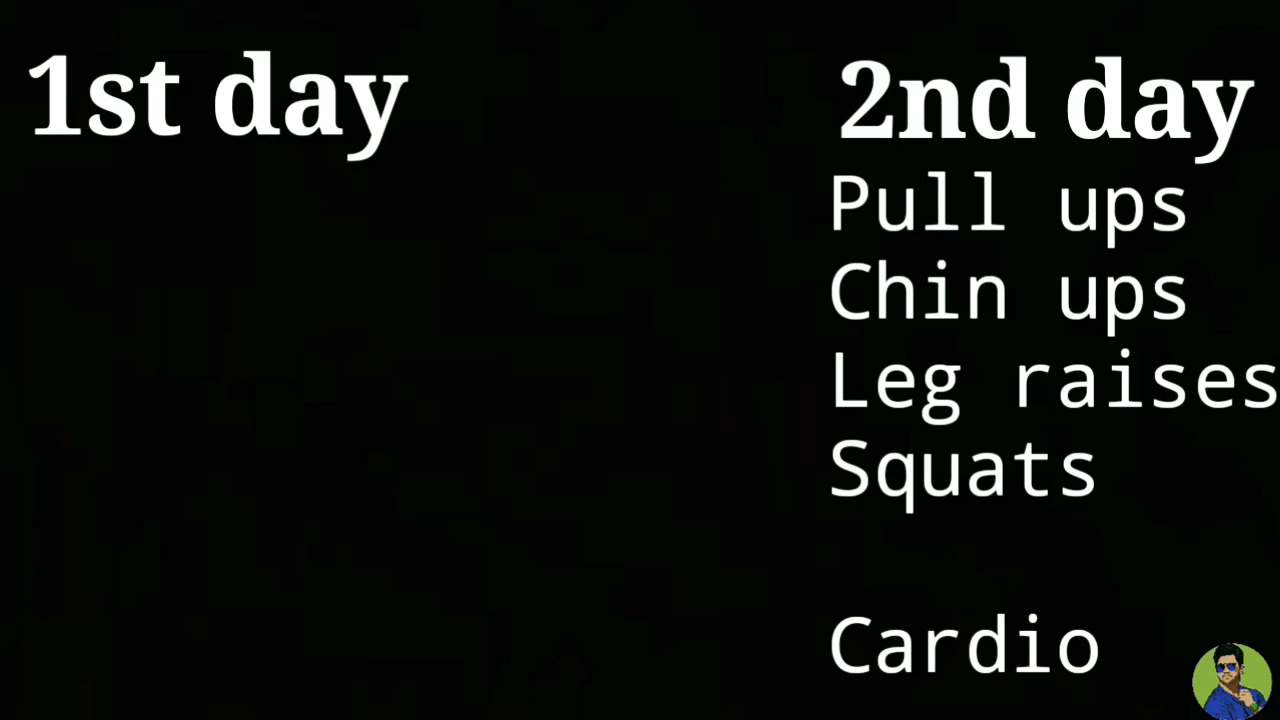 1st day
2nd day
Pull ups
Chin ups
Leg raises
Squats
Cardio